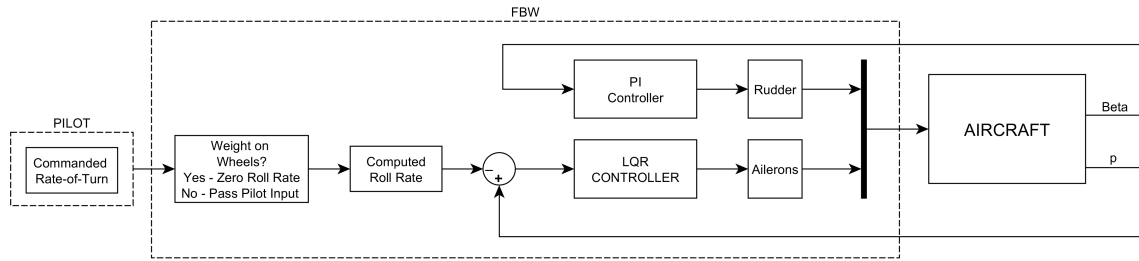 FBW
PILOT
Commanded
Rate-of-Turn
Weight on
Wheels?
Yes - Zero Roll Rate
No - Pass Pilot Input
Computed
Roll Rate
−
+
PI
Controller
Rudder
LQR
CONTROLLER
Ailerons
AIRCRAFT
Beta
p